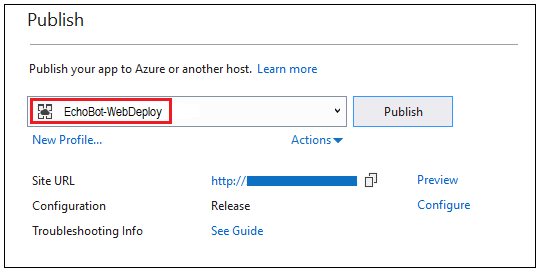 Publish
Publish your app to Azure or another host. Learn more
EchoBot-WebDeploy Publish
New Profile... Actions
Site URL http:// Preview
Configuration Release Configure
Troubleshooting Info See Guide